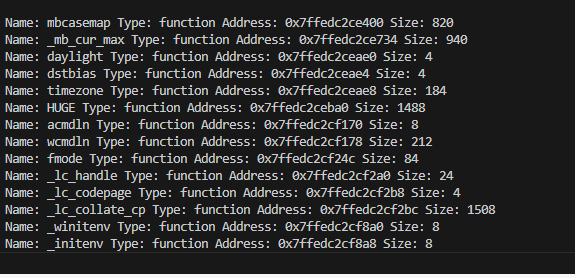 Name: mbcasemap Type: function Address: 0x7ffedc2ce400 Size: 820
Name: _mb_cur_max Type: function Address: 0x7ffedc2ce734 Size: 940
Name: daylight Type: function Address: 0x7ffedc2ceae0 Size: 4
Name: dstbias Type: function Address: 0x7ffedc2ceae4 Size: 4
Name: timezone Type: function Address: 0x7ffedc2ceae8 Size: 184
Name: HUGE Type: function Address: 0x7ffedc2ceba0 Size: 1488
Name: acmdln Type: function Address: 0x7ffedc2cf170 Size: 8
Name: wcmdln Type: function Address: 0x7ffedc2cf178 Size: 212
Name: fmode Type: function Address: 0x7ffedc2cf24c Size: 84
Name: _lc_handle Type: function Address: 0x7ffedc2cf2a0 Size: 24
Name: _lc_codepage Type: function Address: 0x7ffedc2cf2b8 Size: 4
Name: _lc_collate_cp Type: function Address: 0x7ffedc2cf2bc Size: 1508
Name: _winitenv Type: function Address: 0x7ffedc2cf8a0 Size: 8
Name: _initenv Type: function Address: 0x7ffedc2cf8a8 Size: 8